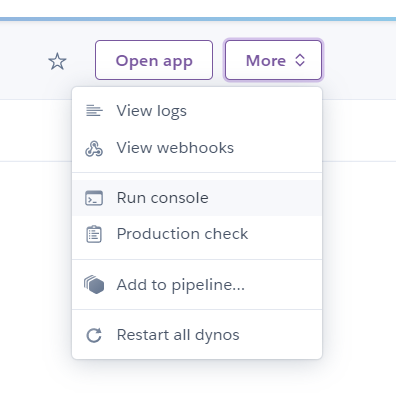 Open app
More
View logs
View webhooks
Run console
Production check
Add to pipeline...
Restart all dynos